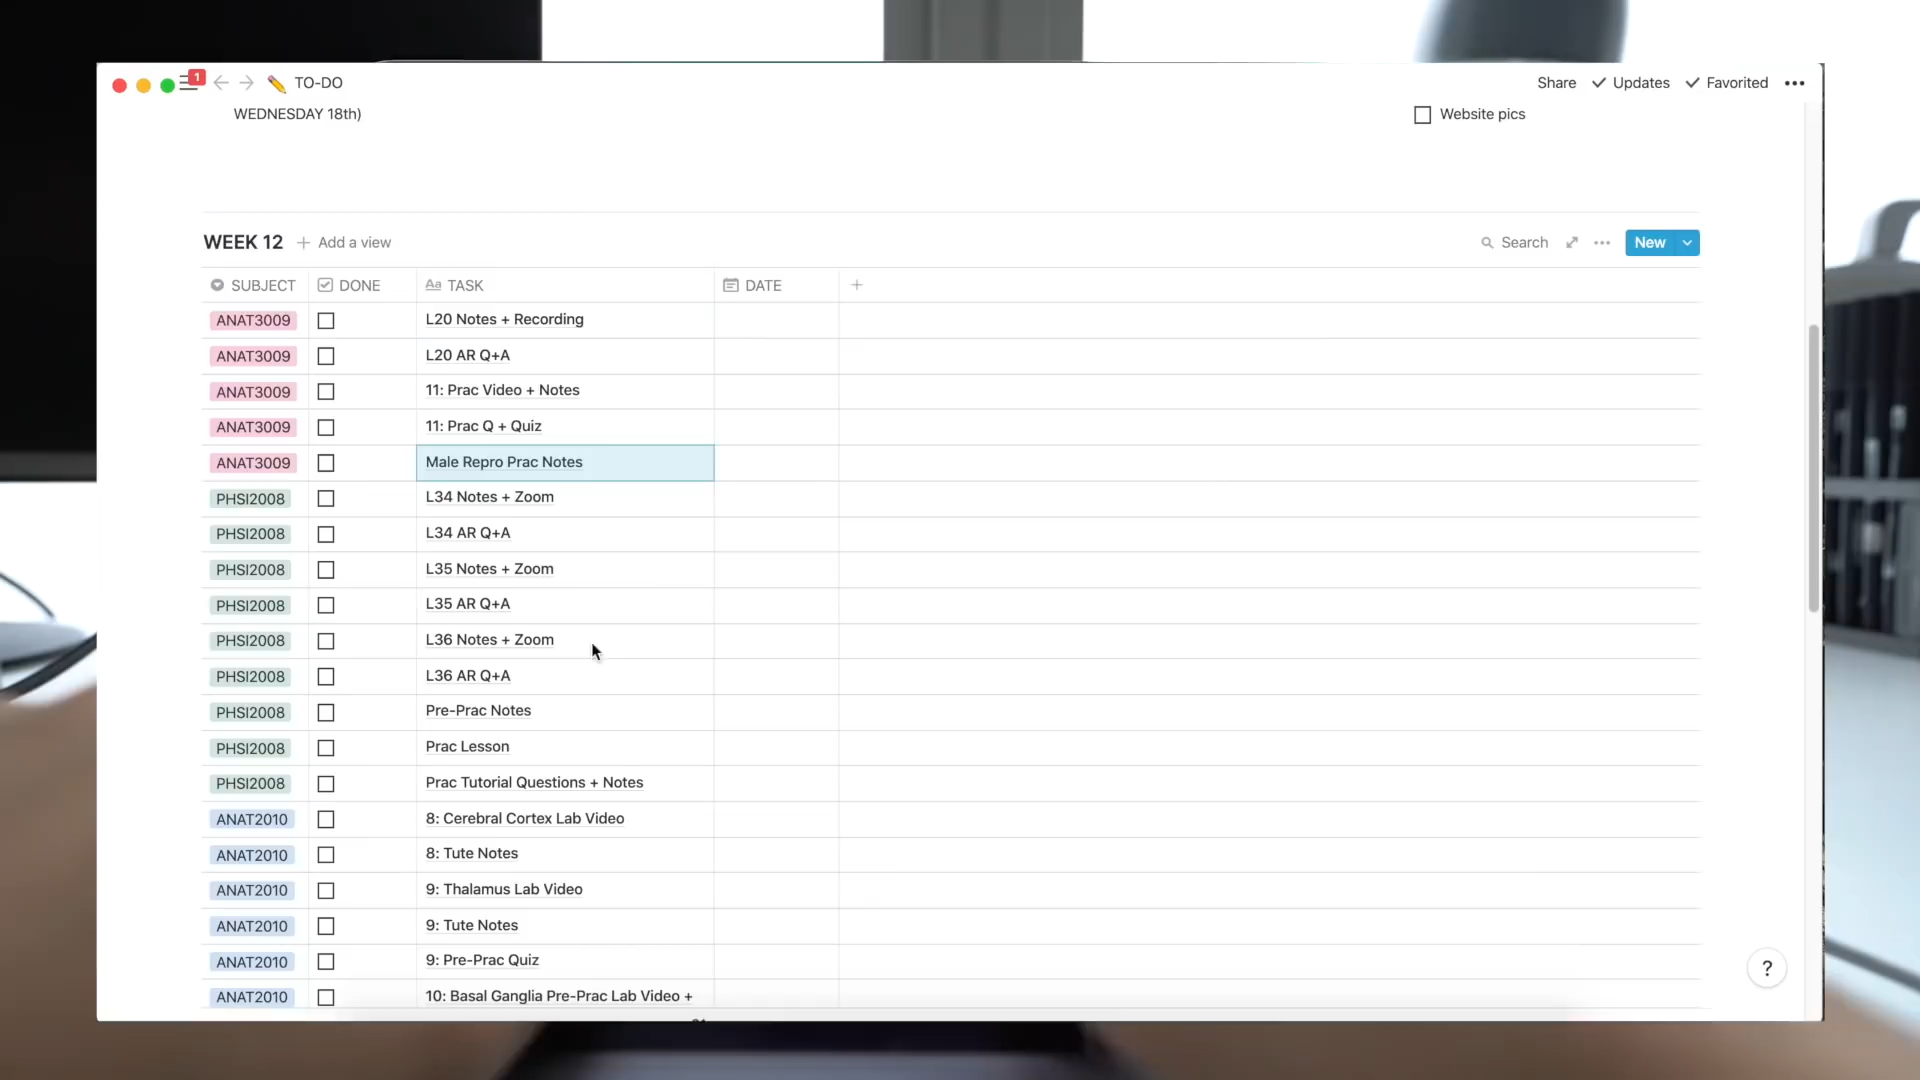 1
TO-DO
Share
Updates
Favorited
WEDNESDAY 18th)
Website pics
WEEK 12
Add a view
Search
New
SUBJECT DONE Aa TASK DATE
ANAT3009 L20 Notes + Recording
ANAT3009 L20 AR Q+A
ANAT3009 11: Prac Video + Notes
ANAT3009 11: Prac Q + Quiz
ANAT3009 Male Repro Prac Notes
PHSI2008 L34 Notes + Zoom
PHSI2008 L34 AR Q+A
PHSI2008 L35 Notes + Zoom
PHSI2008 L35 AR Q+A
PHSI2008 L36 Notes + Zoom
PHSI2008 L36 AR Q+A
PHSI2008 Pre-Prac Notes
PHSI2008 Prac Lesson
PHSI2008 Prac Tutorial Questions + Notes
ANAT2010 8: Cerebral Cortex Lab Video
ANAT2010 8: Tute Notes
ANAT2010 9: Thalamus Lab Video
ANAT2010 9: Tute Notes
ANAT2010 9: Pre-Prac Quiz
ANAT2010 10: Basal Ganglia Pre-Prac Lab Video +
?